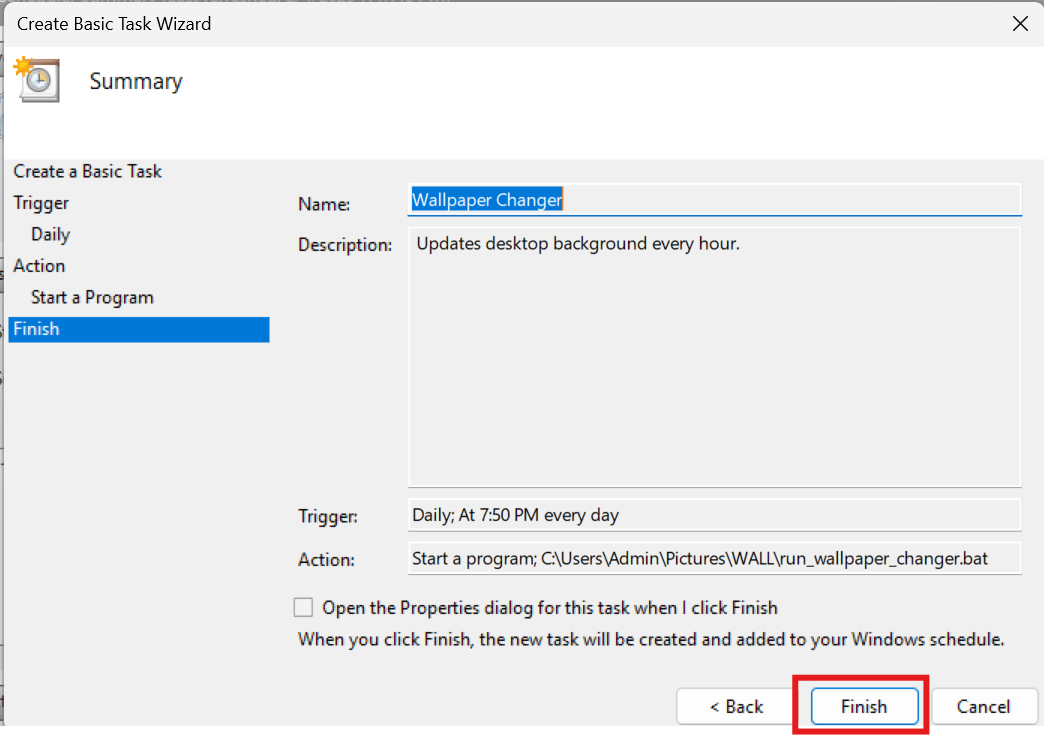 Create Basic Task Wizard
Summary
Create a Basic Task
Trigger
Daily
Action
Start a Program
Finish
Name: Wallpaper Changer
Description: Updates desktop background every hour.
Trigger: Daily; At 7:50 PM every day
Action: Start a program; C:\Users\Admin\Pictures\WALL\run_wallpaper_changer.bat
Open the Properties dialog for this task when I click Finish
When you click Finish, the new task will be created and added to your Windows schedule.
< Back Finish Cancel